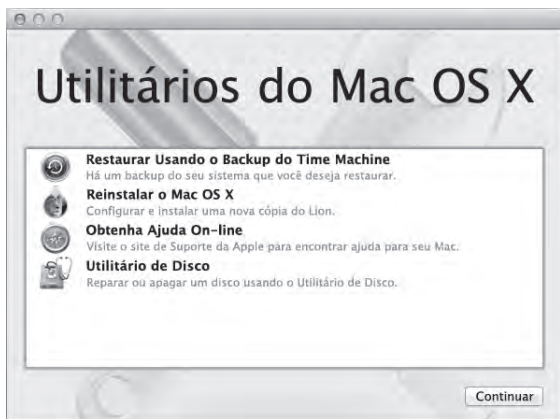 Utilitários do Mac OS X
Restaurar Usando o Backup do Time Machine
Há um backup do seu sistema que você deseja restaurar.
Reinstalar o Mac OS X
Configurar e instalar uma nova cópia do Lion.
Obtenha Ajuda On-line
Visite o site de Suporte da Apple para encontrar ajuda para seu Mac.
Utilitário de Disco
Reparar ou apagar um disco usando o Utilitário de Disco.
Continuar